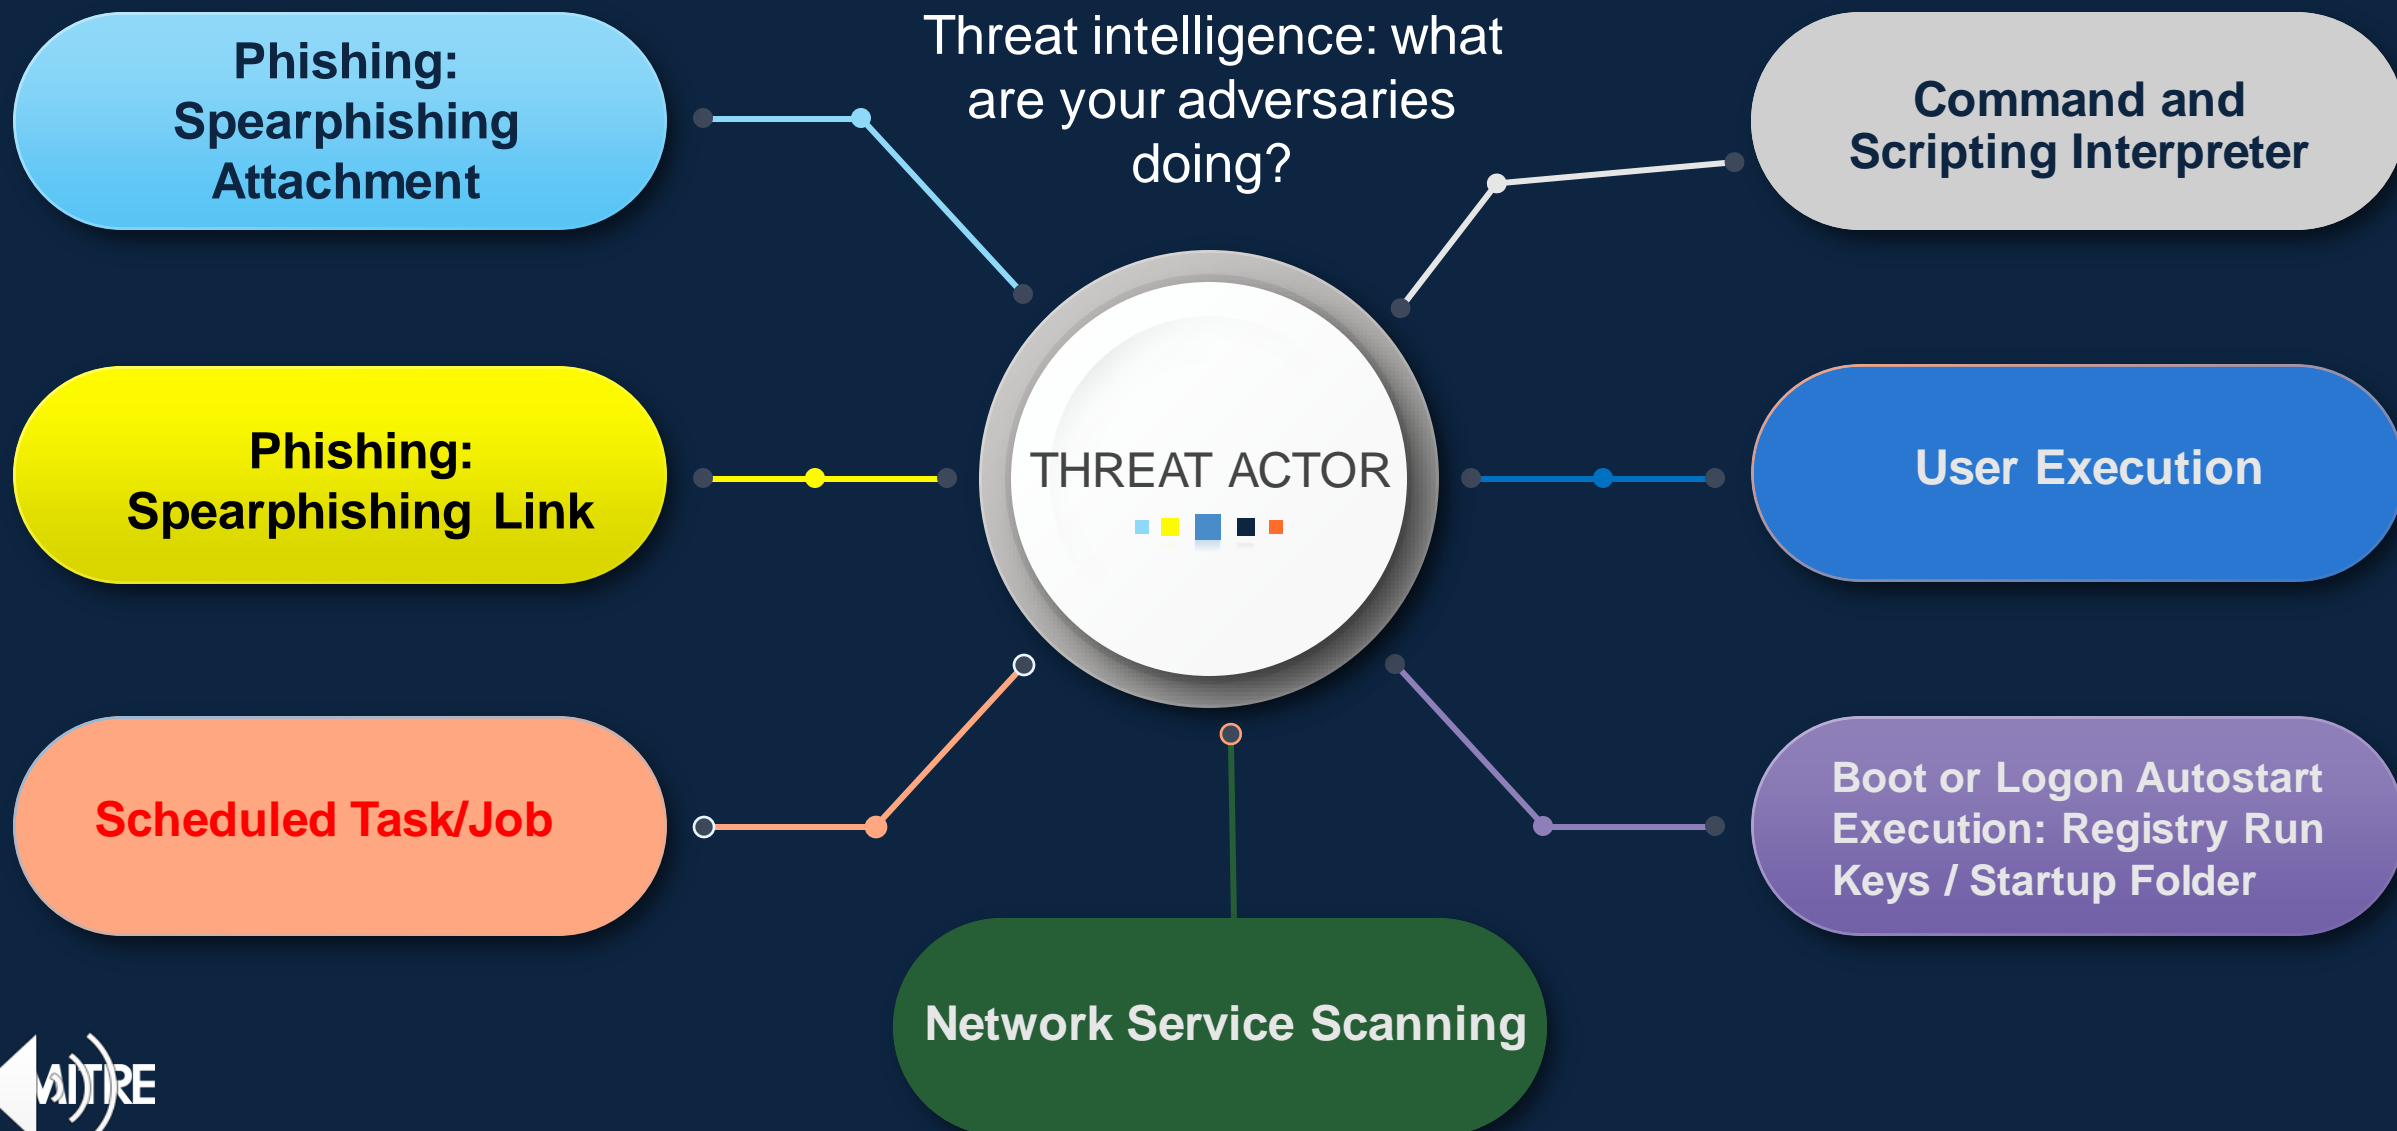 Threat intelligence: what
are your adversaries
doing?
Phishing:
Spearphishing
Attachment
Command and
Scripting Interpreter
Phishing:
Spearphishing Link
THREAT ACTOR
User Execution
Scheduled Task/Job
Boot or Logon Autostart
Execution: Registry Run
Keys / Startup Folder
Network Service Scanning
MITRE